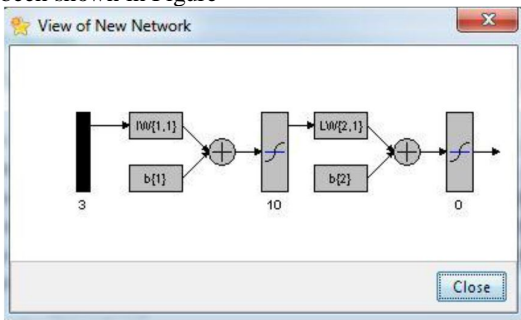 been shown in Figure
View of New Network
IW{1,1}
LW{2,1}
b{1}
b{2}
3
10
0
Close